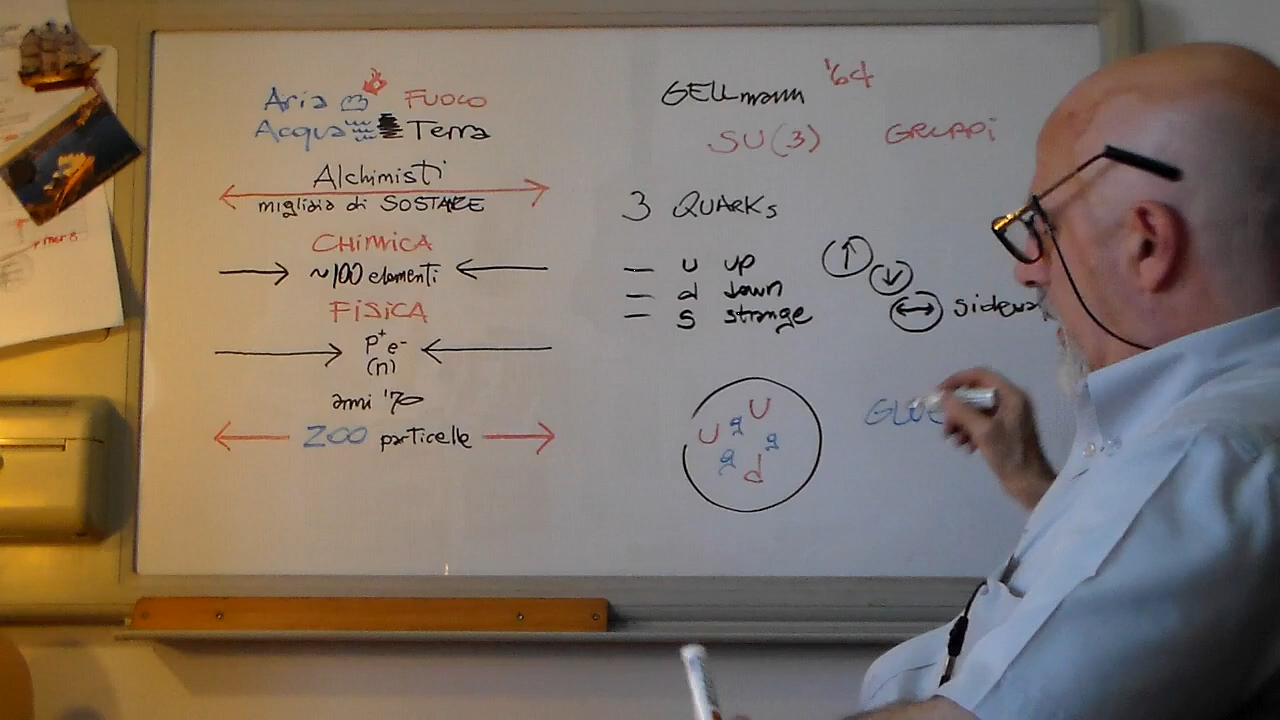 Aria FUOCO
Acqua Terra
Alchimisti
migliaia di SOSTANZE
CHIMICA
~100 elementi
FISICA
p+ e-
(n)
anni '70
ZOO particelle
GELLmann '64
SU(3) GRUPPI
3 QUARKS
— u up
— d down
— s strange
sidewa
U g
U g
g d
GLUE